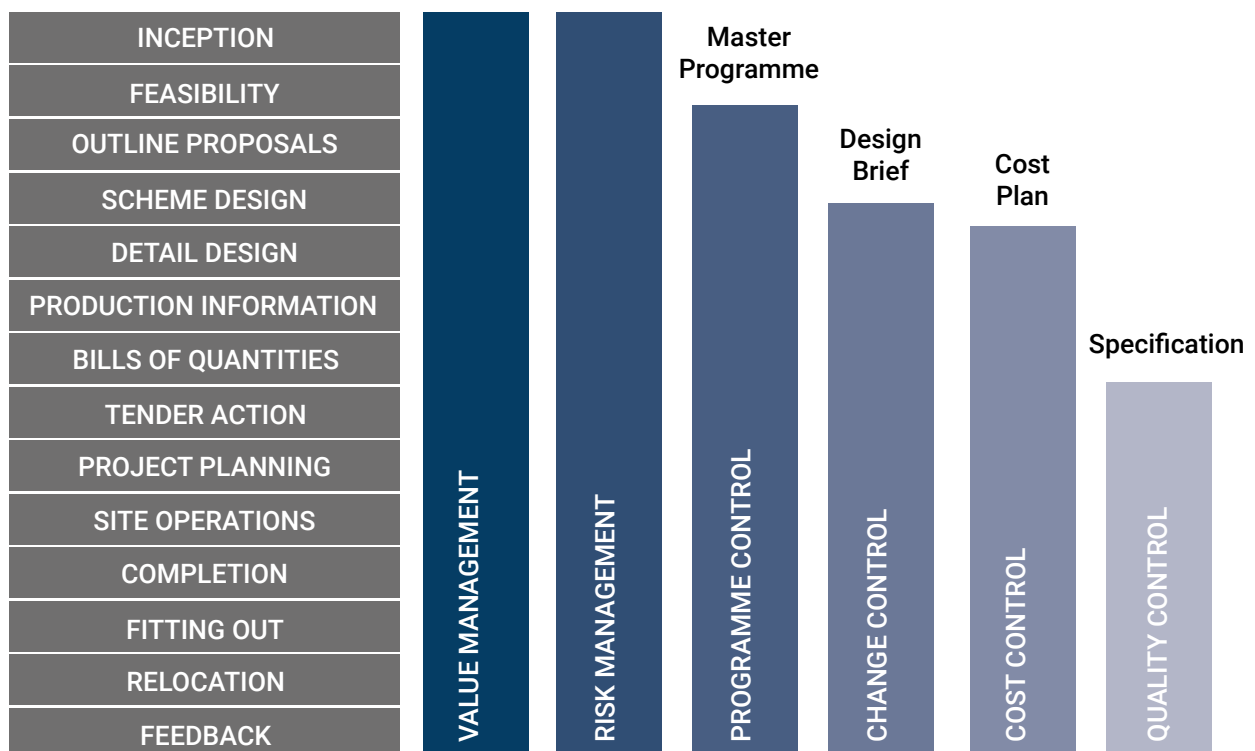 INCEPTION
FEASIBILITY
OUTLINE PROPOSALS
SCHEME DESIGN
DETAIL DESIGN
PRODUCTION INFORMATION
BILLS OF QUANTITIES
TENDER ACTION
PROJECT PLANNING
SITE OPERATIONS
COMPLETION
FITTING OUT
RELOCATION
FEEDBACK
VALUE MANAGEMENT
RISK MANAGEMENT
Master
Programme
PROGRAMME CONTROL
Design
Brief
CHANGE CONTROL
Cost
Plan
COST CONTROL
Specification
QUALITY CONTROL